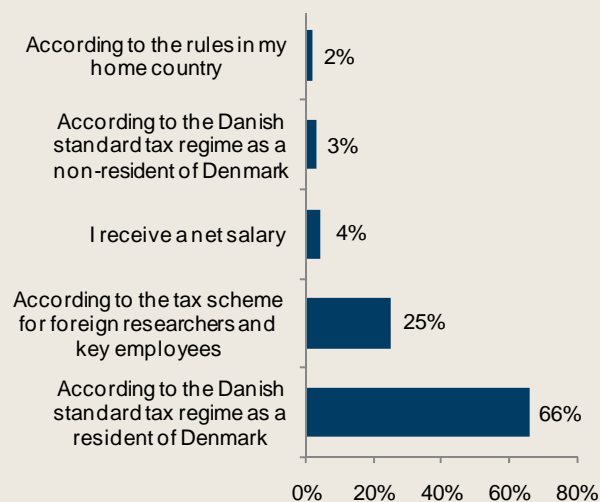 According to the rules in my
home country
2%
According to the Danish
standard tax regime as a
non-resident of Denmark
3%
I receive a net salary
4%
According to the tax scheme
for foreign researchers and
key employees
25%
According to the Danish
standard tax regime as a
resident of Denmark
66%
0% 20% 40% 60% 80%